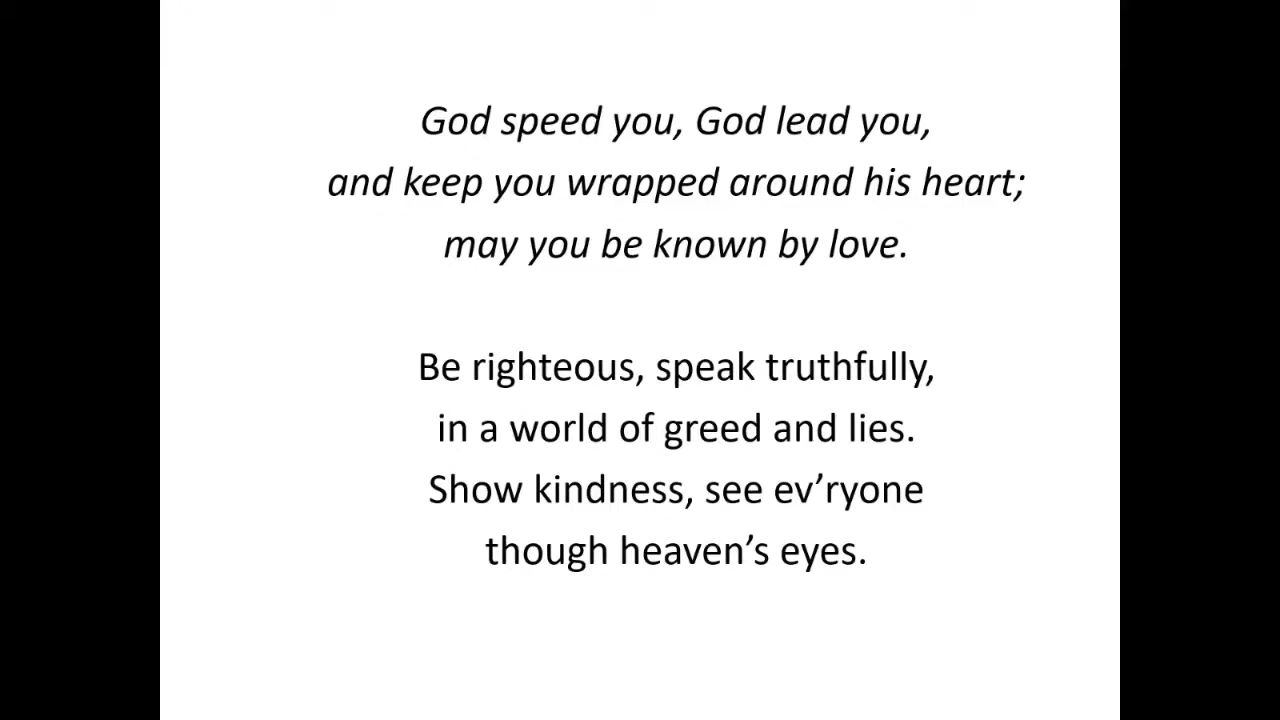 God speed you, God lead you,
and keep you wrapped around his heart;
may you be known by love.
Be righteous, speak truthfully,
in a world of greed and lies.
Show kindness, see ev’ryone
though heaven’s eyes.